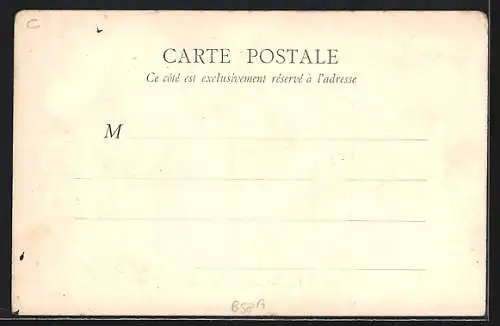 C
CARTE POSTALE
Ce côté est exclusivement réservé à l'adresse
M